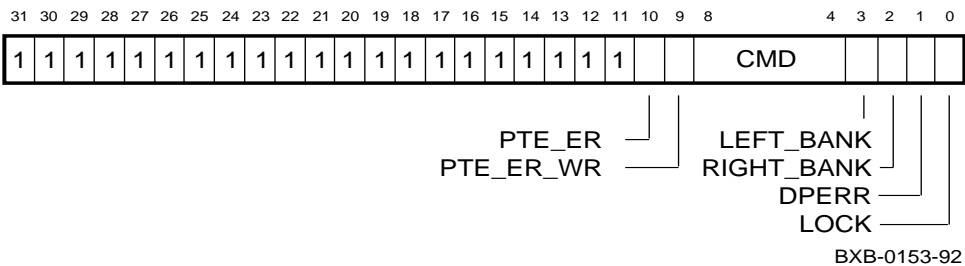 31 30 29 28 27 26 25 24 23 22 21 20 19 18 17 16 15 14 13 12 11 10 9 8 4 3 2 1 0
1 1 1 1 1 1 1 1 1 1 1 1 1 1 1 1 1 1 1 1 1 CMD
PTE_ER LEFT_BANK
PTE_ER_WR RIGHT_BANK
DPERR
LOCK
BXB-0153-92